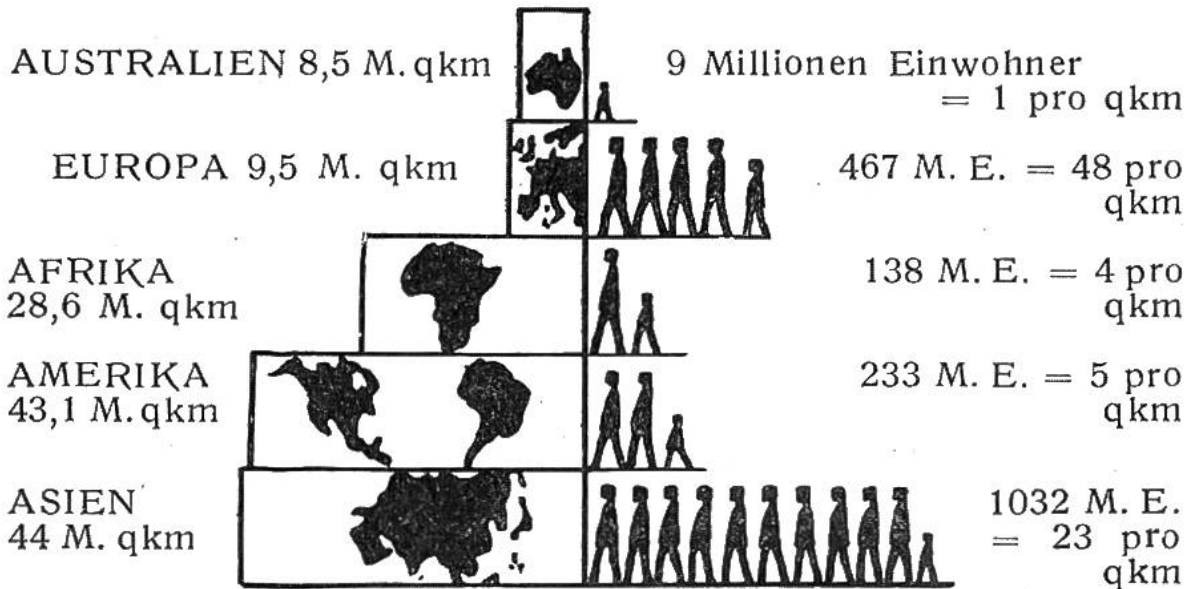 AUSTRALIEN 8,5 M. qkm
9 Millionen Einwohner
= 1 pro qkm
EUROPA 9,5 M. qkm
467 M. E. = 48 pro
qkm
AFRIKA
28,6 M. qkm
138 M. E. = 4 pro
qkm
AMERIKA
43,1 M. qkm
233 M. E. = 5 pro
qkm
ASIEN
44 M. qkm
1032 M. E.
= 23 pro
qkm